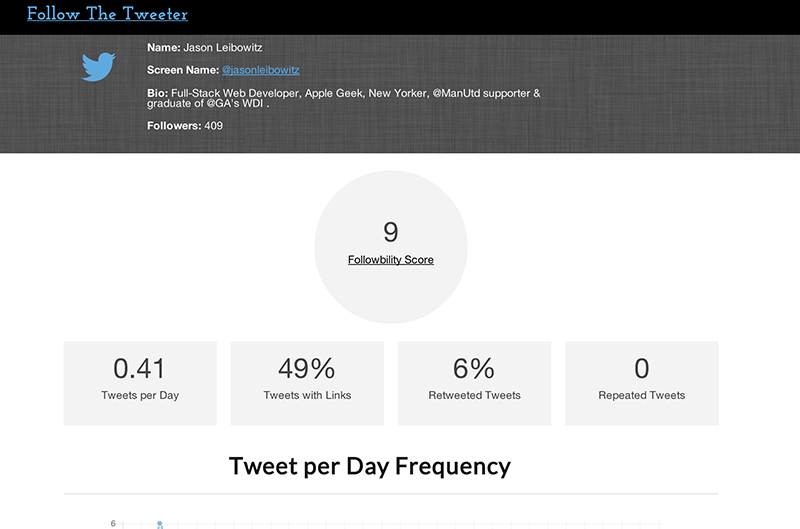 Follow The Tweeter
Name: Jason Leibowitz
Screen Name: @jasonleibowitz
Bio: Full-Stack Web Developer, Apple Geek, New Yorker, @ManUtd supporter &
graduate of @GA's WDI .
Followers: 409
9
Followbility Score
0.41
Tweets per Day
49%
Tweets with Links
6%
Retweeted Tweets
0
Repeated Tweets
Tweet per Day Frequency
6